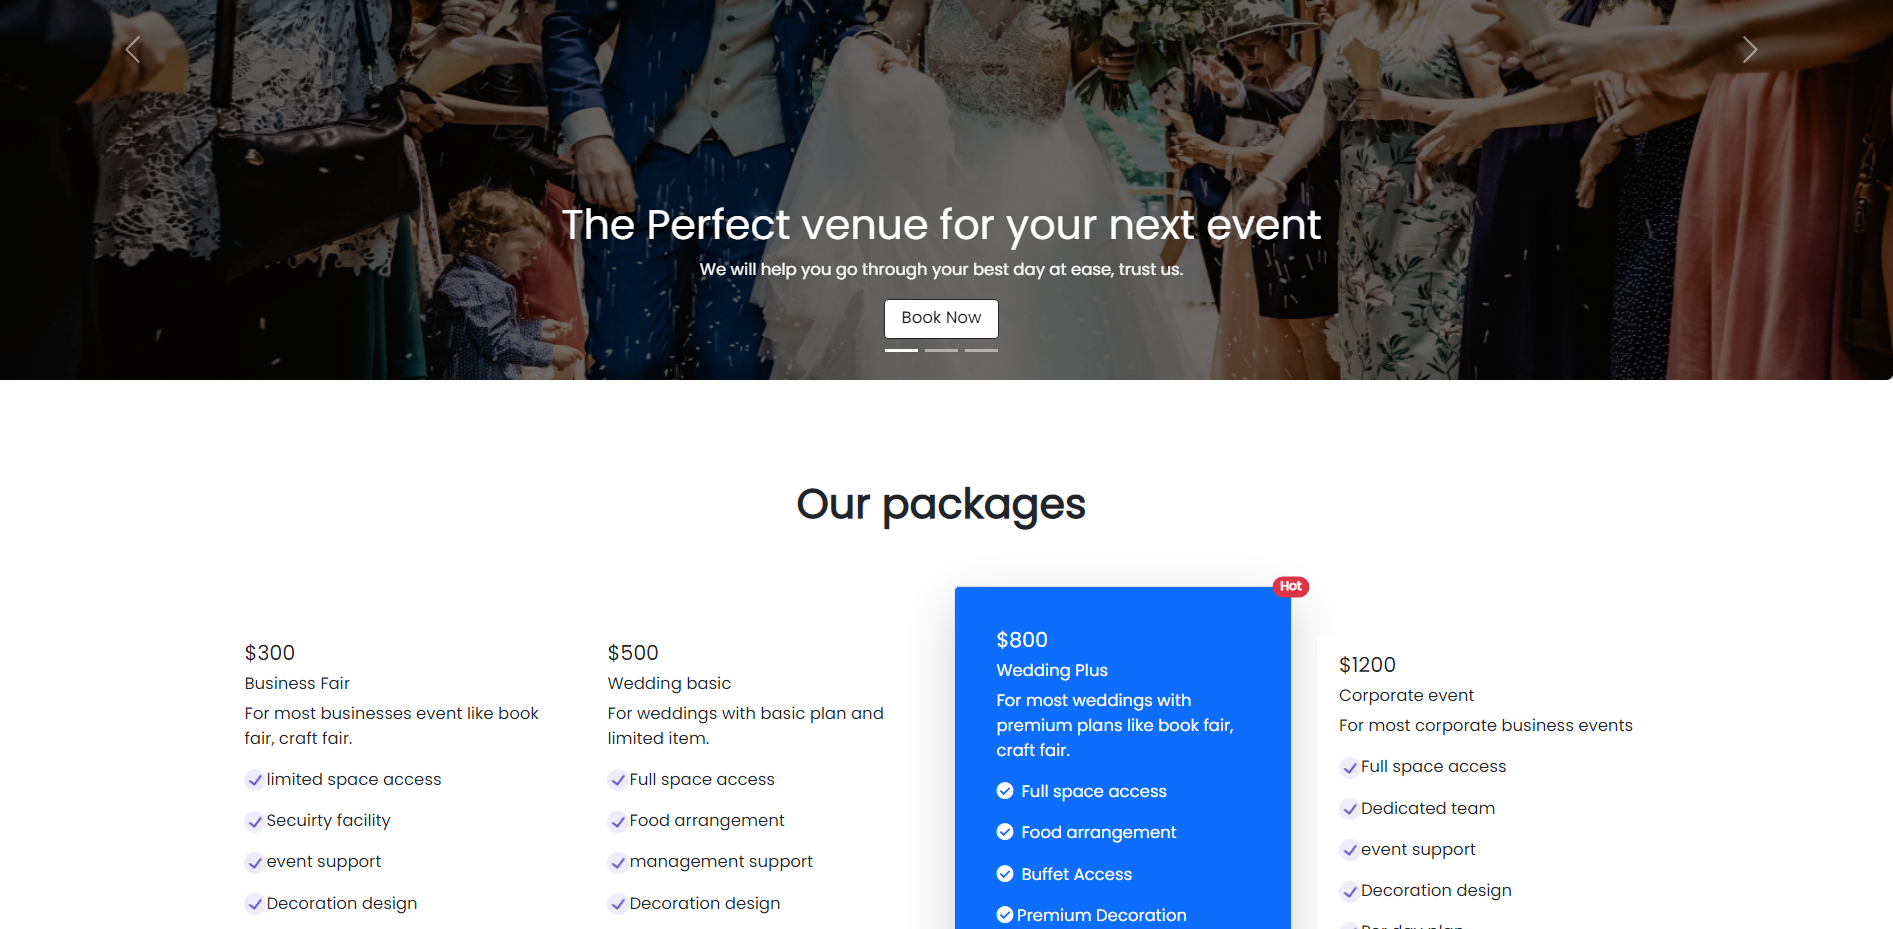 The Perfect venue for your next event
We will help you go through your best day at ease, trust us.
Book Now
Our packages
$300
Business Fair
For most businesses event like book
fair, craft fair.
limited space access
Secuirty facility
event support
Decoration design
$500
Wedding basic
For weddings with basic plan and
limited item.
Full space access
Food arrangement
management support
Decoration design
Hot
$800
Wedding Plus
For most weddings with
premium plans like book fair,
craft fair.
Full space access
Food arrangement
Buffet Access
Premium Decoration
$1200
Corporate event
For most corporate business events
Full space access
Dedicated team
event support
Decoration design